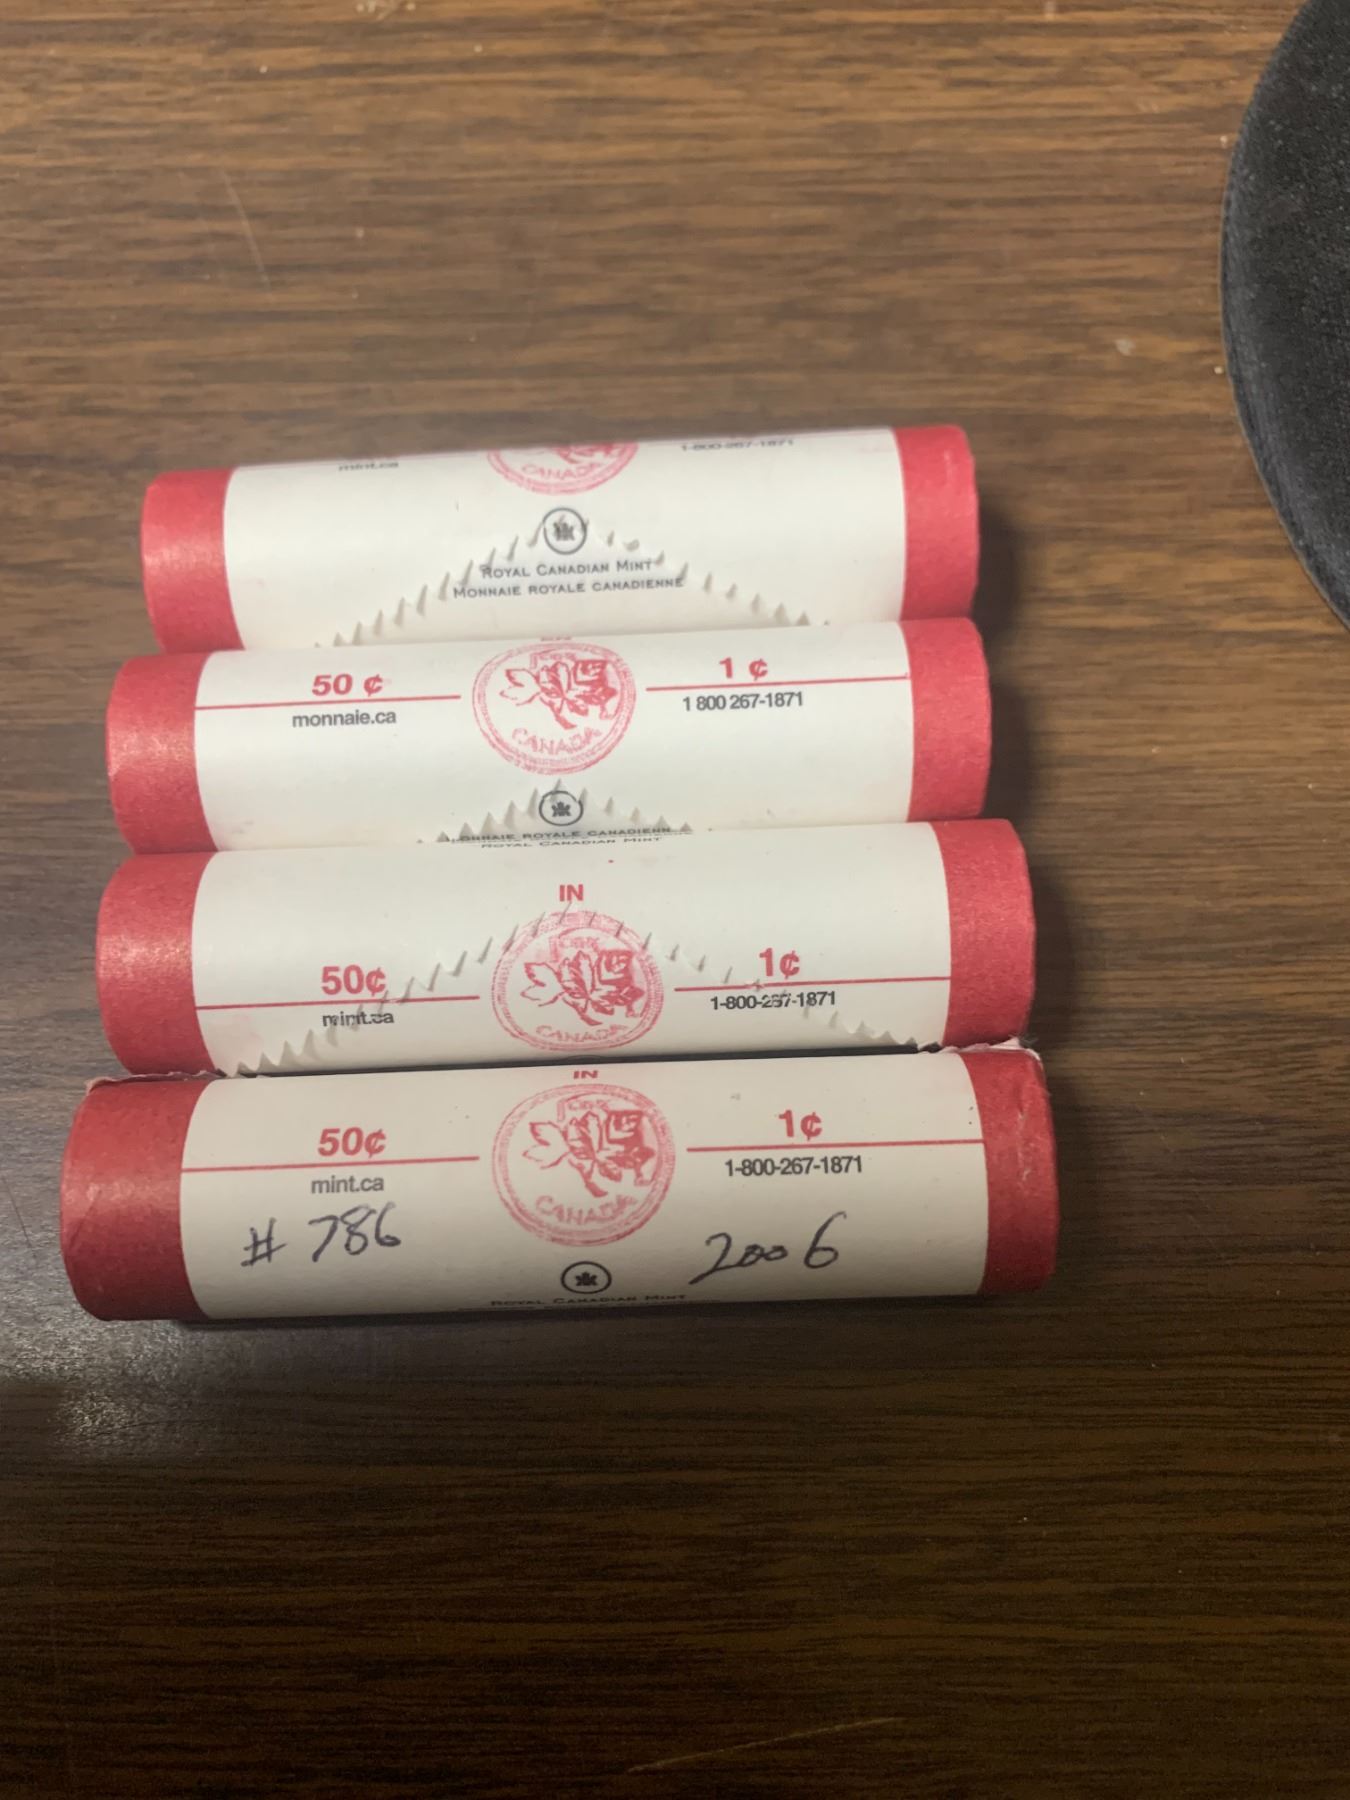 mint.ca
CANADA
1-800-267-1871
ROYAL CANADIAN MINT
MONNAIE ROYALE CANADIENNE
50 ¢
1 ¢
monnaie.ca
1 800 267-1871
CANADA
MONNAIE ROYALE CANADIENN
ROYAL CANADIAN MINT
IN
50¢
1¢
mint.ca
1-800-267-1871
CANADA
IN
50¢
1¢
mint.ca
1-800-267-1871
CANADA
# 786
2006
ROYAL CANADIAN MINT